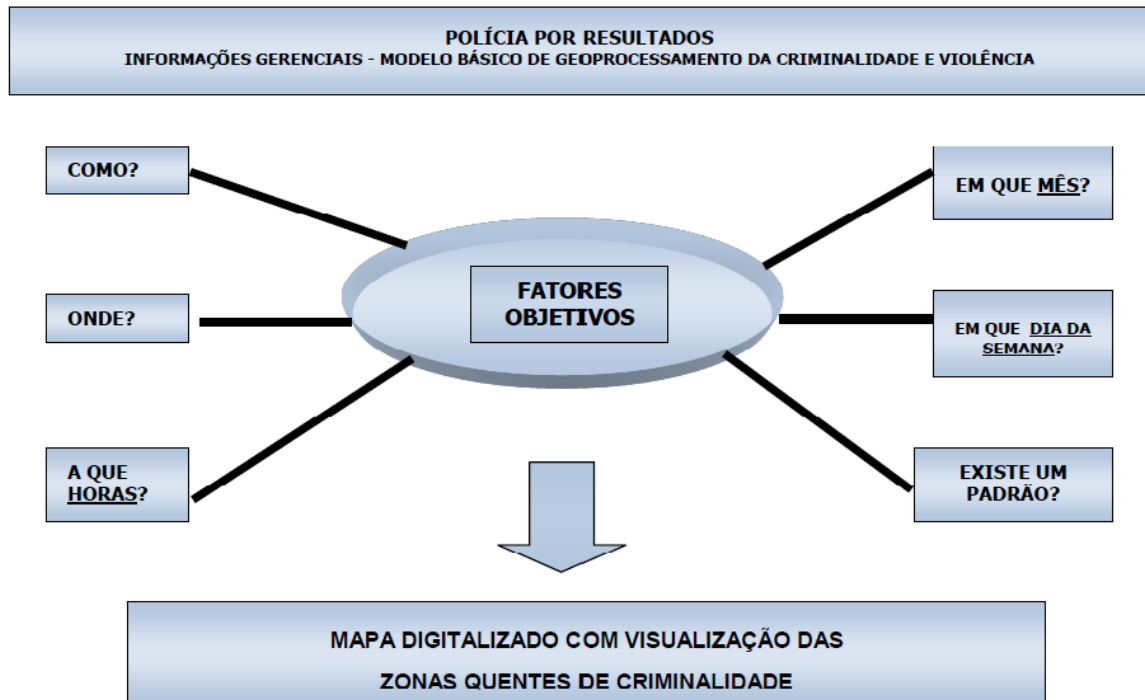 POLÍCIA POR RESULTADOS
INFORMAÇÕES GERENCIAIS - MODELO BÁSICO DE GEOPROCESSAMENTO DA CRIMINALIDADE E VIOLÊNCIA
COMO?
EM QUE MÊS?
FATORES
OBJETIVOS
ONDE?
EM QUE DIA DA
SEMANA?
A QUE
HORAS?
EXISTE UM
PADRÃO?
MAPA DIGITALIZADO COM VISUALIZAÇÃO DAS
ZONAS QUENTES DE CRIMINALIDADE